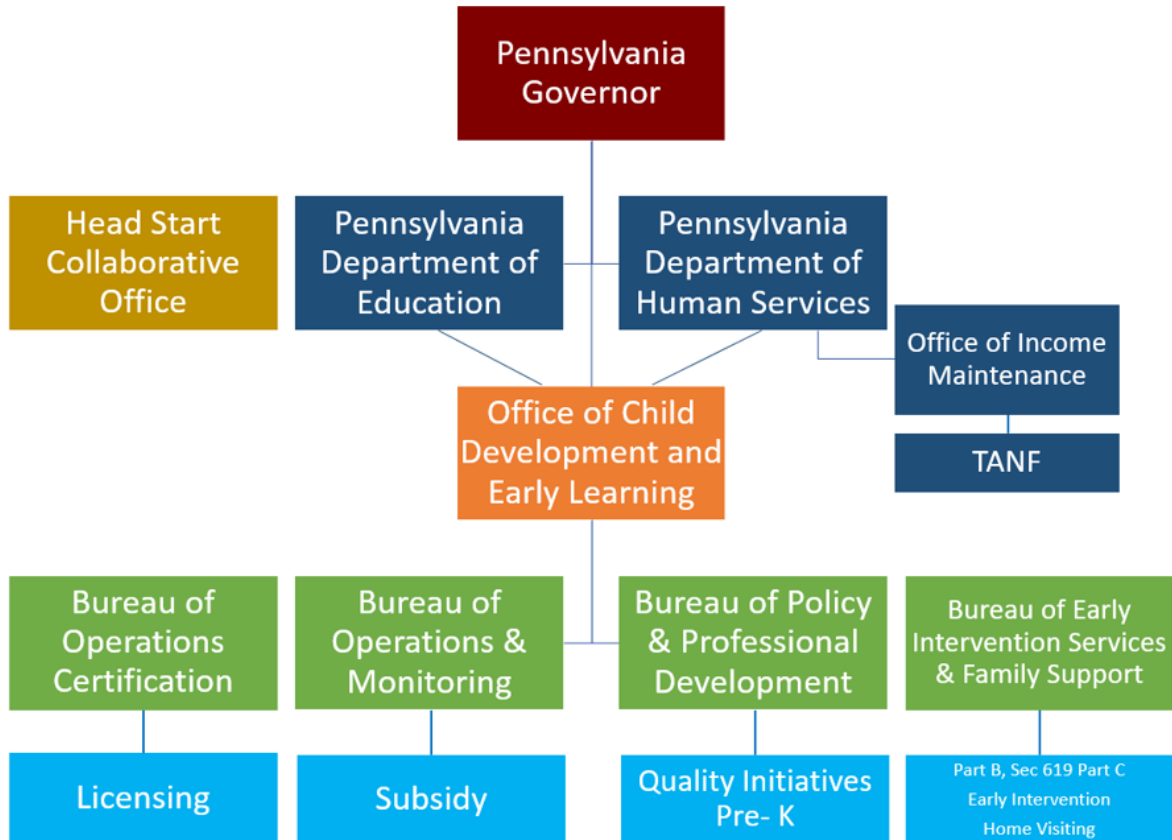 Pennsylvania
Governor
Head Start
Collaborative
Office
Pennsylvania
Department of
Education
Pennsylvania
Department of
Human Services
Office of Income
Maintenance
TANF
Office of Child
Development and
Early Learning
Bureau of
Operations
Certification
Bureau of
Operations &
Monitoring
Bureau of Policy
& Professional
Development
Bureau of Early
Intervention Services
& Family Support
Licensing
Subsidy
Quality Initiatives
Pre- K
Part B, Sec 619 Part C
Early Intervention
Home Visiting